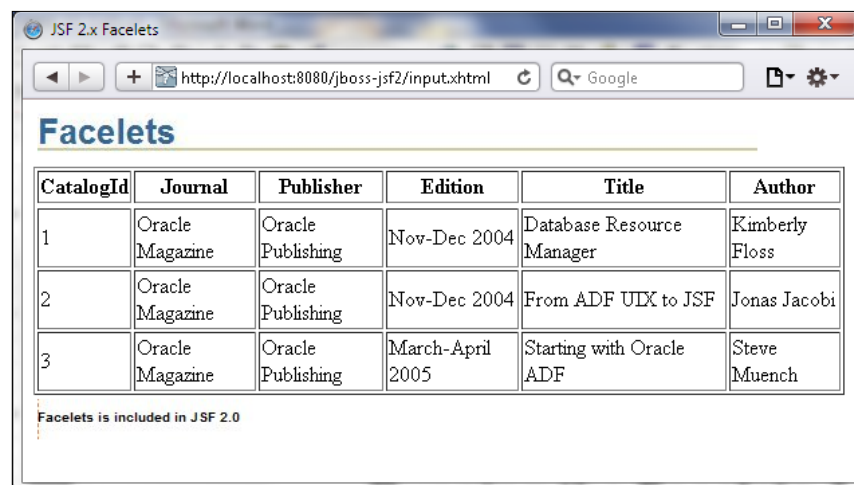 JSF 2.x Facelets
http://localhost:8080/jboss-jsf2/input.xhtml
Google
Facelets
CatalogId Journal Publisher Edition Title Author
1 Oracle Magazine Oracle Publishing Nov-Dec 2004 Database Resource Manager Kimberly Floss
2 Oracle Magazine Oracle Publishing Nov-Dec 2004 From ADF UIX to JSF Jonas Jacobi
3 Oracle Magazine Oracle Publishing March-April 2005 Starting with Oracle ADF Steve Muench
Facelets is included in JSF 2.0